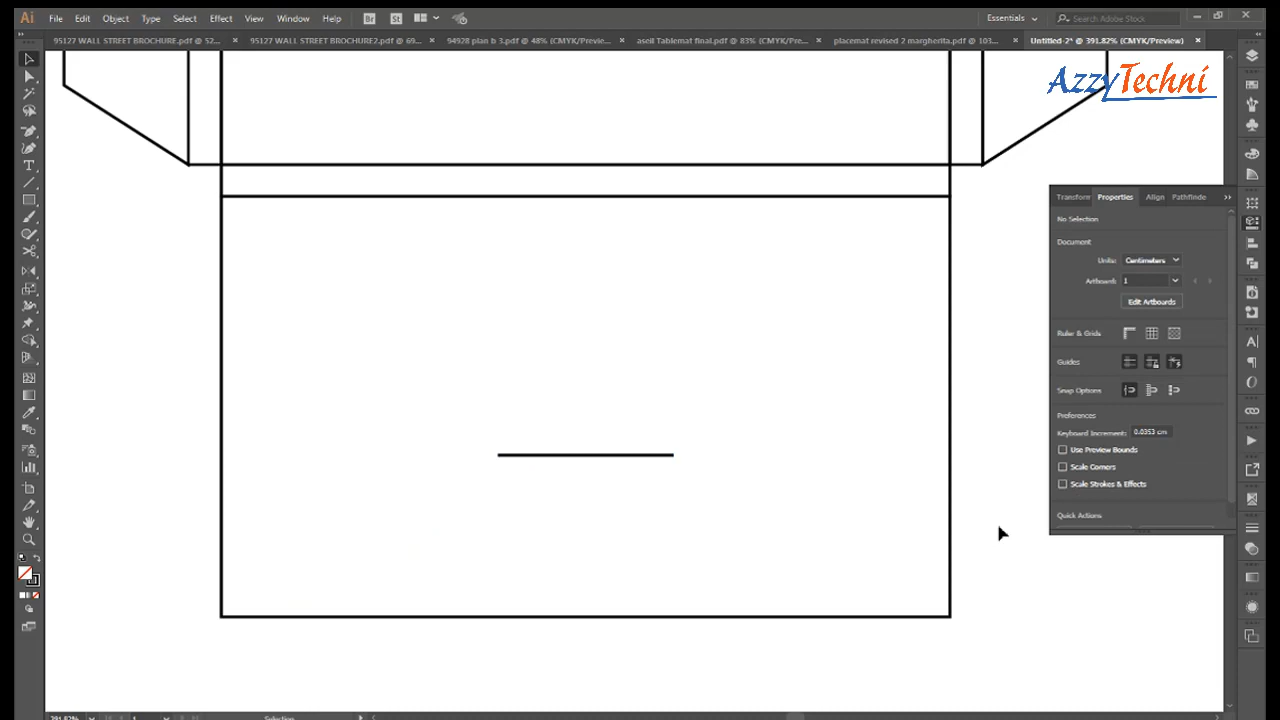 Ai File Edit Object Type Select Effect View Window Help Br St Essentials Search Adobe Stock
95127 WALL STREET BROCHURE.pdf @ 52... × 95127 WALL STREET BROCHURE2.pdf @ 69... × 94928 plan b 3.pdf @ 48% (CMYK/Previe... × aseil Tablemat final.pdf @ 83% (CMYK/Pre... × placemat revised 2 margherita.pdf @ 103... × Untitled-2* @ 391.82% (CMYK/Preview) ×
AzzyTechni
Transform Properties Align Pathfinde
No Selection
Document
Units: Centimeters
Artboard: 1
Edit Artboards
Ruler & Grids
Guides
Snap Options
Preferences
Keyboard Increment: 0.0353 cm
Use Preview Bounds
Scale Corners
Scale Strokes & Effects
Quick Actions
391.82% 1 Selection